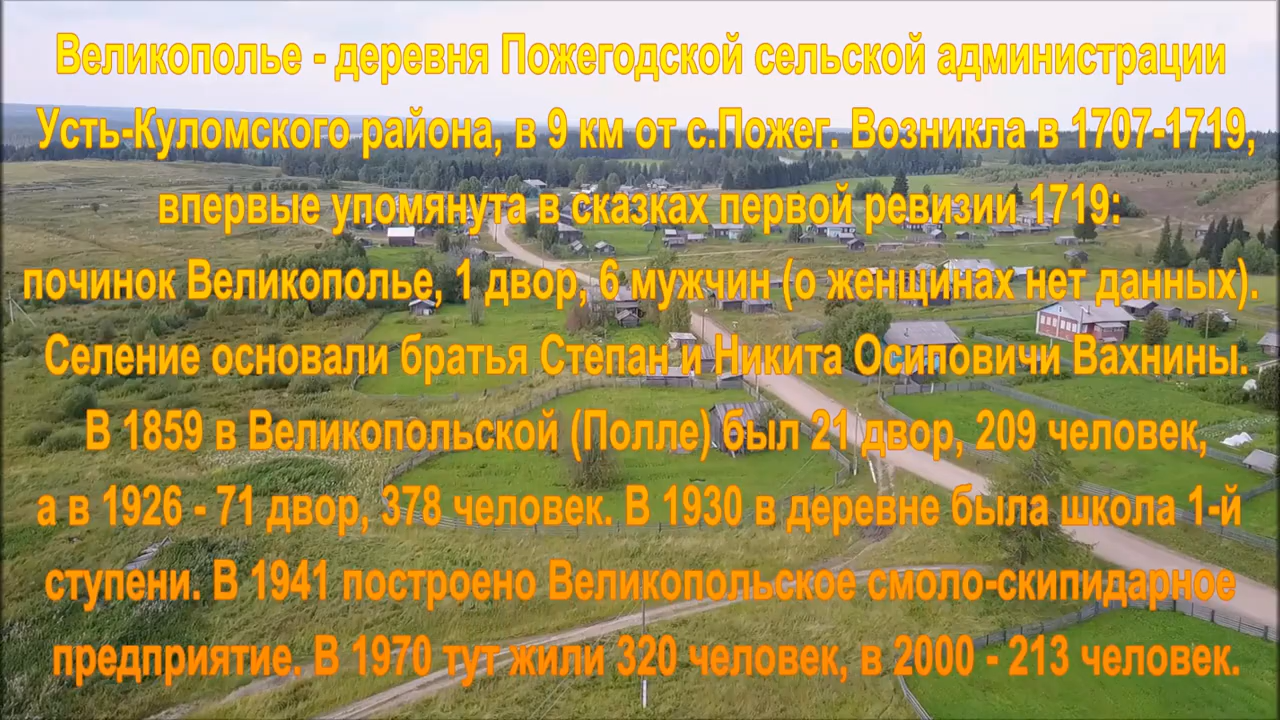 Великополье - деревня Пожегодской сельской администрации
Усть-Куломского района, в 9 км от с.Пожег. Возникла в 1707-1719,
впервые упомянута в сказках первой ревизии 1719:
починок Великополье, 1 двор, 6 мужчин (о женщинах нет данных).
Селение основали братья Степан и Никита Осиповичи Вахнины.
В 1859 в Великопольской (Полле) был 21 двор, 209 человек,
а в 1926 - 71 двор, 378 человек. В 1930 в деревне была школа 1-й
ступени. В 1941 построено Великопольское смоло-скипидарное
предприятие. В 1970 тут жили 320 человек, в 2000 - 213 человек.